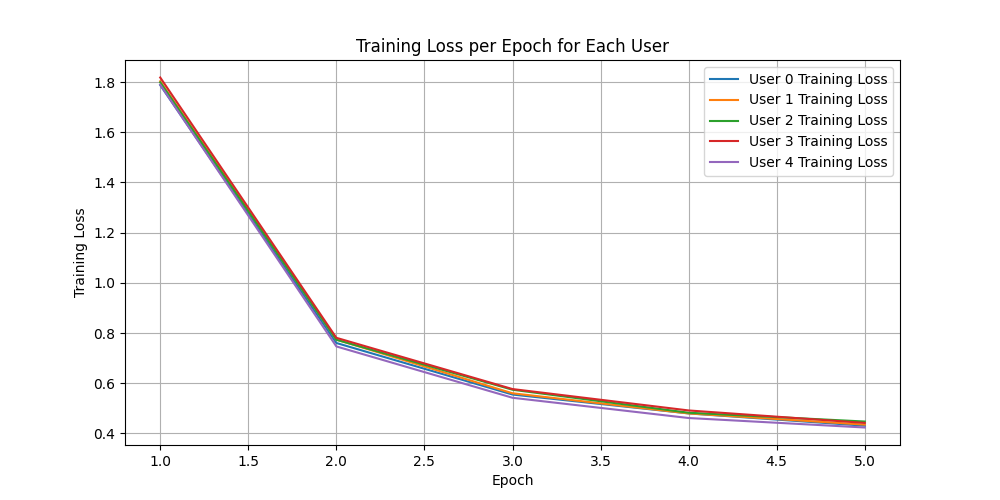 Training Loss per Epoch for Each User
User 0 Training Loss
User 1 Training Loss
User 2 Training Loss
User 3 Training Loss
User 4 Training Loss
Training Loss
1.8
1.6
1.4
1.2
1.0
0.8
0.6
0.4
1.0 1.5 2.0 2.5 3.0 3.5 4.0 4.5 5.0
Epoch